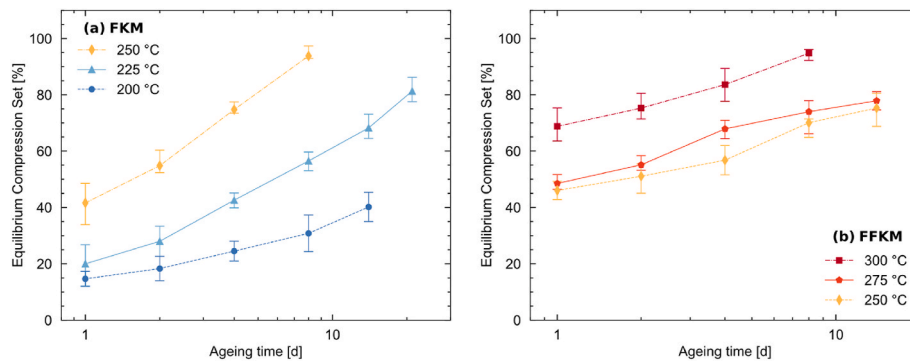 (a) FKM
250 °C
225 °C
200 °C
Equilibrium Compression Set [%]
100
80
60
40
20
0
1
10
Ageing time [d]
(b) FFKM
300 °C
275 °C
250 °C
Equilibrium Compression Set [%]
100
80
60
40
20
0
1
10
Ageing time [d]